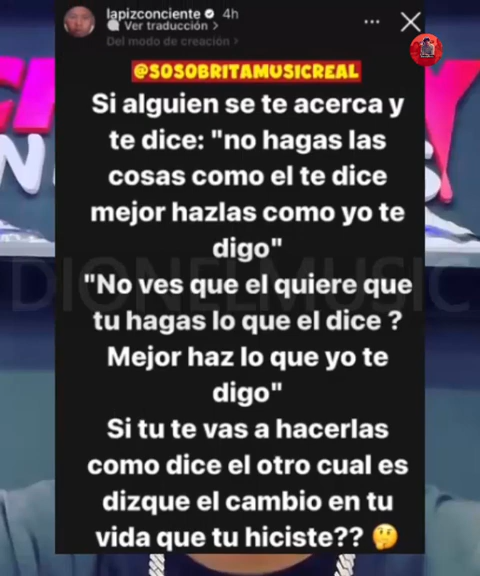 lapizconciente 4h
Ver traducción >
Del modo de creación >
@SOSOBRITAMUSICREAL
Si alguien se te acerca y
te dice: "no hagas las
cosas como el te dice
mejor hazlas como yo te
digo"
"No ves que el quiere que
tu hagas lo que el dice ?
Mejor haz lo que yo te
digo"
Si tu te vas a hacerlas
como dice el otro cual es
dizque el cambio en tu
vida que tu hiciste?? 🤔
DIONELMUSIC